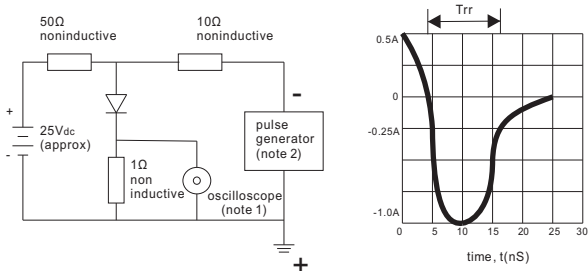 50Ω
noninductive
10Ω
noninductive
+
25Vdc
(approx)
-
1Ω
non
inductive
oscilloscope
(note 1)
-
pulse
generator
(note 2)
+
Trr
0.5A
0
-0.25A
-1.0A
0 5 10 15 20 25 30
time, t(nS)